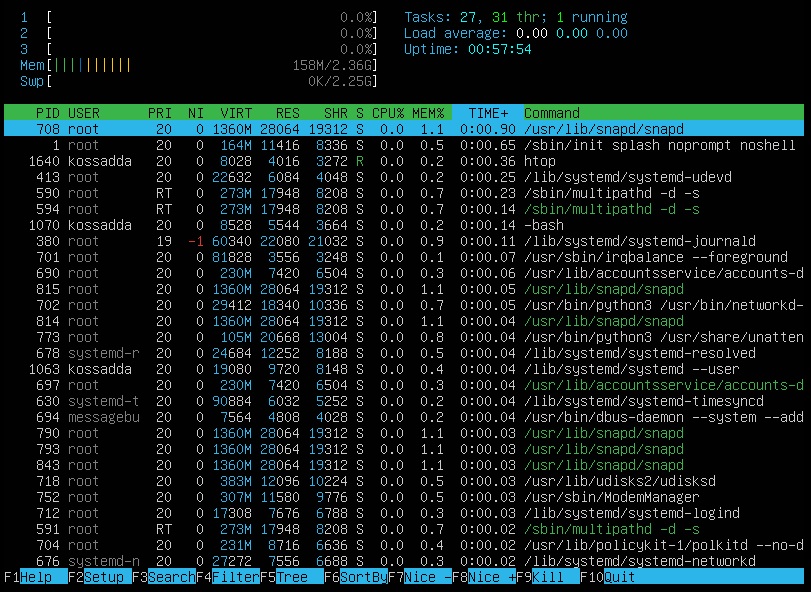 1 [ 0.0%] Tasks: 27, 31 thr; 1 running
2 [ 0.0%] Load average: 0.00 0.00 0.00
3 [ 0.0%] Uptime: 00:57:54
Mem[||||||||||| 158M/2.36G]
Swp[ 0K/2.25G]
PID USER PRI NI VIRT RES SHR S CPU% MEM% TIME+ Command
708 root 20 0 1360M 28064 19312 S 0.0 1.1 0:00.90 /usr/lib/snapd/snapd
1 root 20 0 164M 11416 8336 S 0.0 0.5 0:00.65 /sbin/init splash noprompt noshell
1640 kossadda 20 0 8028 4016 3272 R 0.0 0.2 0:00.36 htop
413 root 20 0 22632 6084 4048 S 0.0 0.2 0:00.25 /lib/systemd/systemd-udevd
590 root RT 0 273M 17948 8208 S 0.0 0.7 0:00.23 /sbin/multipathd -d -s
594 root RT 0 273M 17948 8208 S 0.0 0.7 0:00.14 /sbin/multipathd -d -s
1070 kossadda 20 0 8528 5544 3664 S 0.0 0.2 0:00.14 -bash
380 root 19 -1 60340 22080 21032 S 0.0 0.9 0:00.11 /lib/systemd/systemd-journald
701 root 20 0 81828 3556 3248 S 0.0 0.1 0:00.07 /usr/sbin/irqbalance --foreground
690 root 20 0 230M 7420 6504 S 0.0 0.3 0:00.06 /usr/lib/accountsservice/accounts-d
815 root 20 0 1360M 28064 19312 S 0.0 1.1 0:00.05 /usr/lib/snapd/snapd
702 root 20 0 29412 18340 10336 S 0.0 0.7 0:00.05 /usr/bin/python3 /usr/bin/networkd-
814 root 20 0 1360M 28064 19312 S 0.0 1.1 0:00.04 /usr/lib/snapd/snapd
773 root 20 0 105M 20668 13004 S 0.0 0.8 0:00.04 /usr/bin/python3 /usr/share/unatten
678 systemd-r 20 0 24684 12252 8188 S 0.0 0.5 0:00.04 /lib/systemd/systemd-resolved
1063 kossadda 20 0 19080 9720 8148 S 0.0 0.4 0:00.04 /lib/systemd/systemd --user
697 root 20 0 230M 7420 6504 S 0.0 0.3 0:00.04 /usr/lib/accountsservice/accounts-d
630 systemd-t 20 0 90884 6032 5252 S 0.0 0.2 0:00.04 /lib/systemd/systemd-timesyncd
694 messagebu 20 0 7564 4808 4028 S 0.0 0.2 0:00.04 /usr/bin/dbus-daemon --system --add
790 root 20 0 1360M 28064 19312 S 0.0 1.1 0:00.03 /usr/lib/snapd/snapd
793 root 20 0 1360M 28064 19312 S 0.0 1.1 0:00.03 /usr/lib/snapd/snapd
843 root 20 0 1360M 28064 19312 S 0.0 1.1 0:00.03 /usr/lib/snapd/snapd
718 root 20 0 383M 12096 10224 S 0.0 0.5 0:00.03 /usr/lib/udisks2/udisksd
752 root 20 0 307M 11580 9776 S 0.0 0.5 0:00.03 /usr/sbin/ModemManager
712 root 20 0 17308 7676 6788 S 0.0 0.3 0:00.03 /lib/systemd/systemd-logind
591 root RT 0 273M 17948 8208 S 0.0 0.7 0:00.02 /sbin/multipathd -d -s
704 root 20 0 231M 8716 6636 S 0.0 0.4 0:00.02 /usr/lib/policykit-1/polkitd --no-d
676 systemd-n 20 0 27272 7556 6688 S 0.0 0.3 0:00.02 /lib/systemd/systemd-networkd
F1Help F2Setup F3SearchF4FilterF5Tree F6SortByF7Nice -F8Nice +F9Kill F10Quit